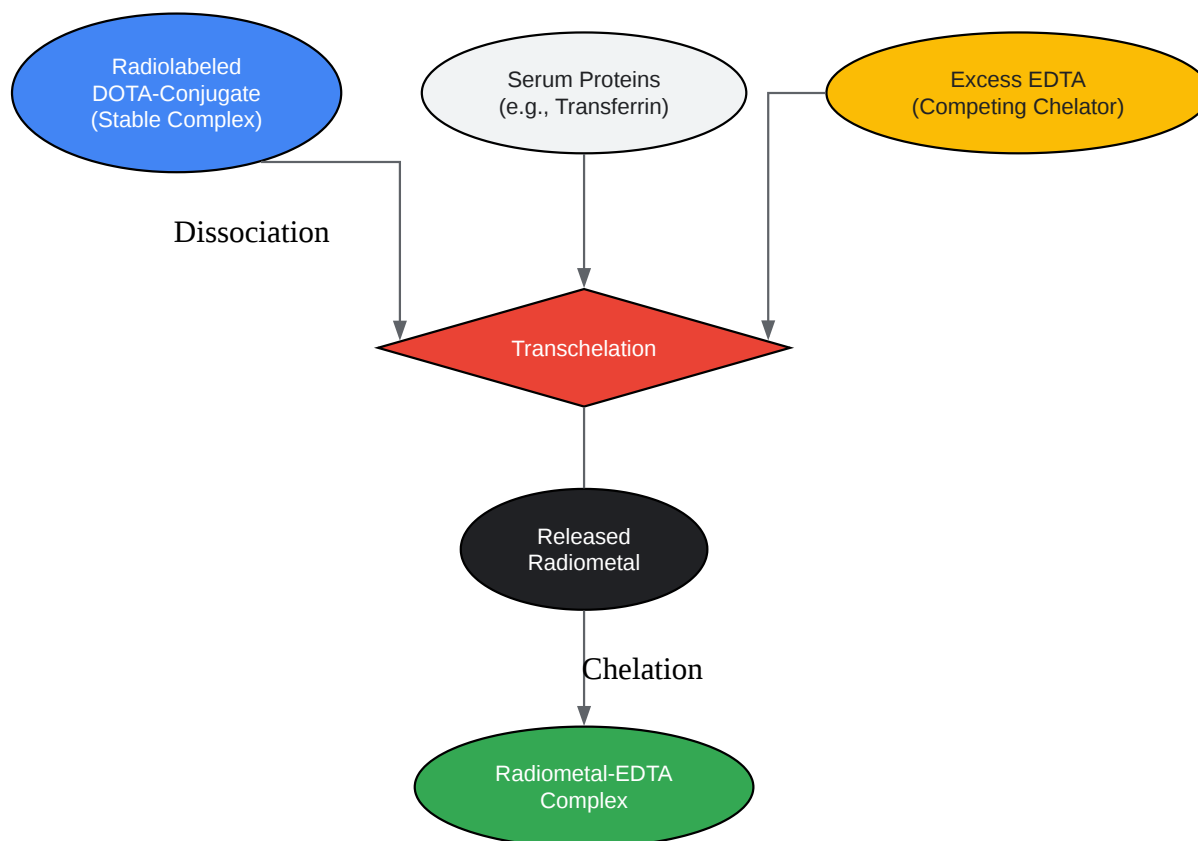 Radiolabeled
DOTA-Conjugate
(Stable Complex)
Serum Proteins
(e.g., Transferrin)
Excess EDTA
(Competing Chelator)
Dissociation
Transchelation
Released
Radiometal
Chelation
Radiometal-EDTA
Complex